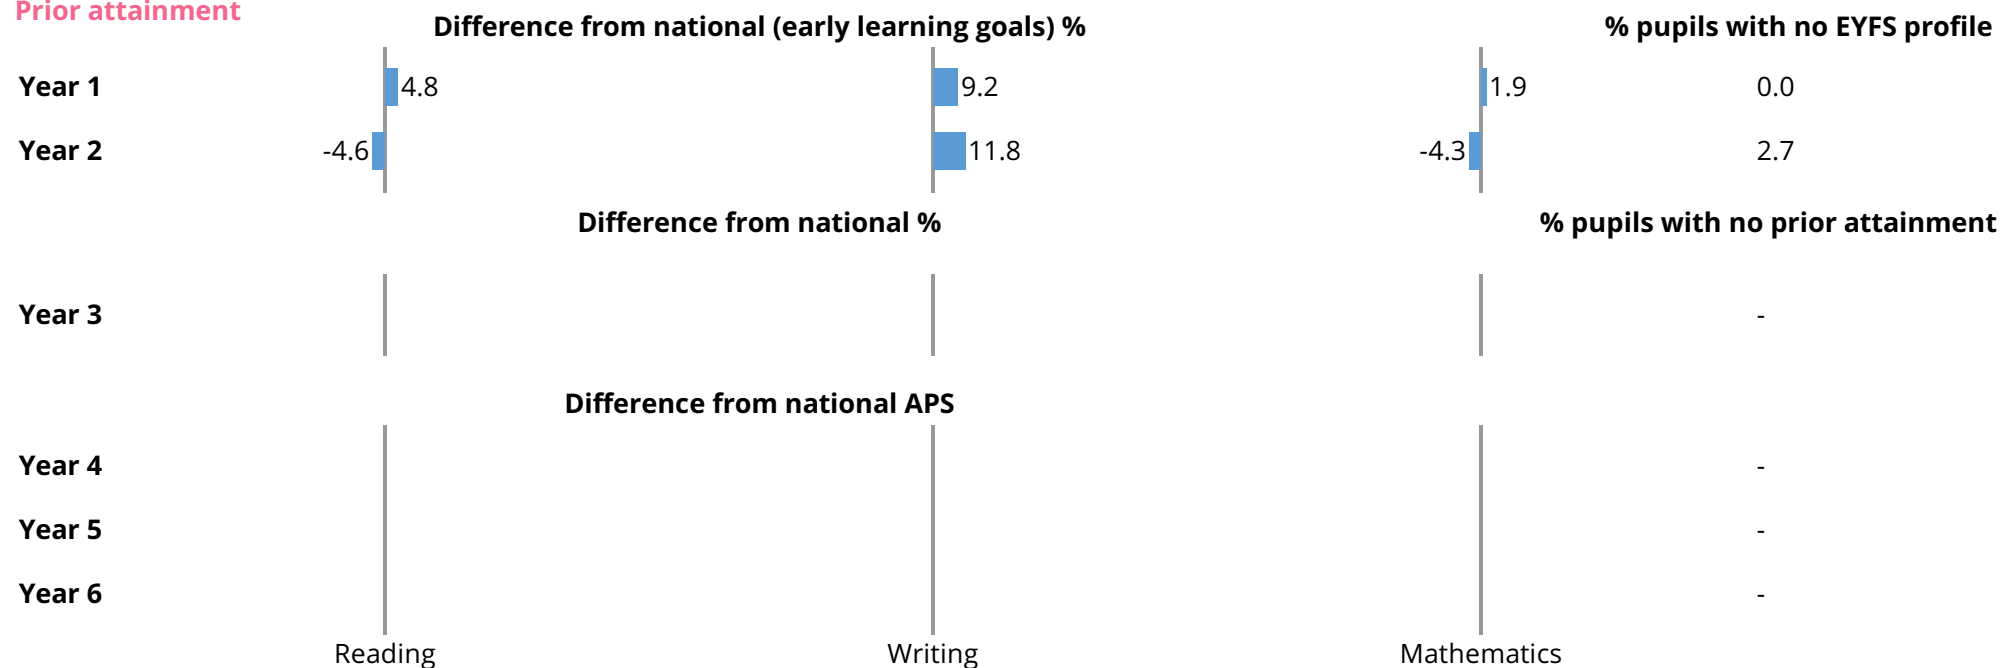 Prior attainment
Difference from national (early learning goals) % % pupils with no EYFS profile
Year 1 4.8 9.2 1.9 0.0
Year 2 -4.6 11.8 -4.3 2.7
Difference from national % % pupils with no prior attainment
Year 3 -
Difference from national APS
Year 4 -
Year 5 -
Year 6 -
Reading Writing Mathematics